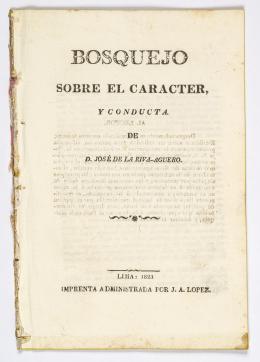 BOSQUEJO
SOBRE EL CARACTER,
Y CONDUCTA.
DE
D. JOSÉ DE LA RIVA-AGUERO.
LIMA: 1823
IMPRENTA ADMINISTRADA POR J. A. LOPEZ.